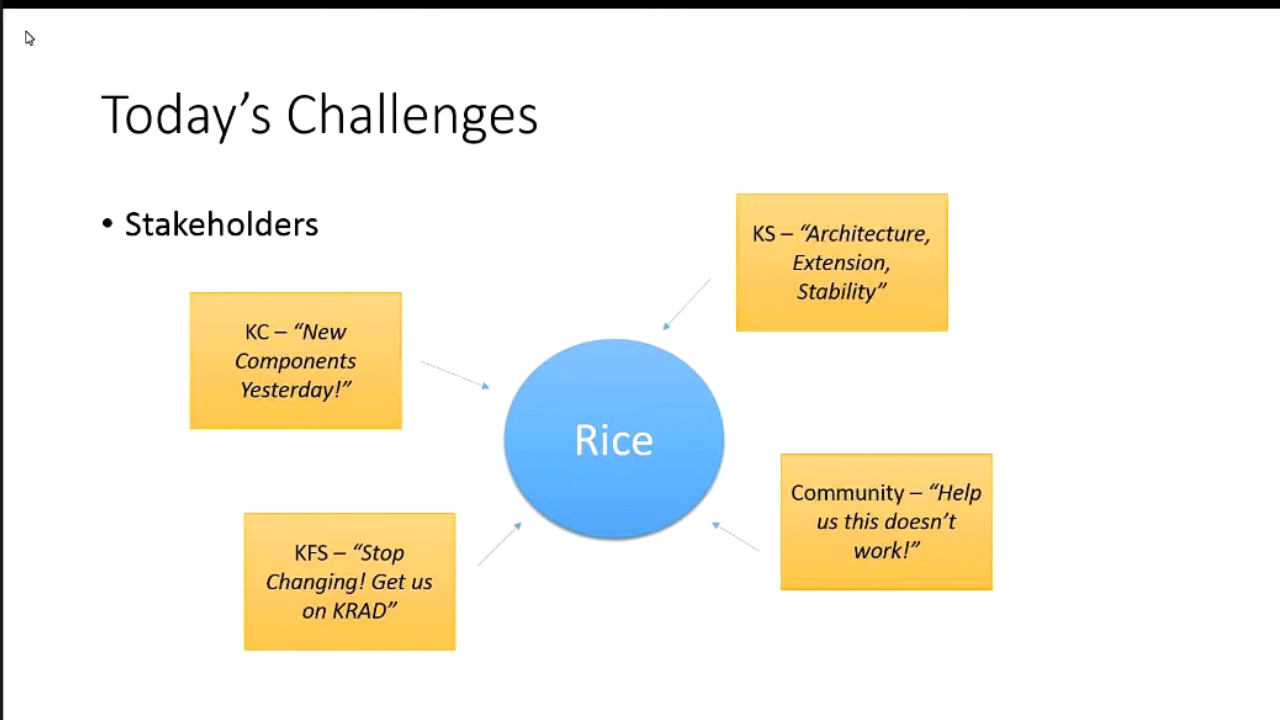 Today’s Challenges
• Stakeholders
KS – “Architecture,
Extension,
Stability”
KC – “New
Components
Yesterday!”
Rice
Community – “Help
us this doesn’t
work!”
KFS – “Stop
Changing! Get us
on KRAD”